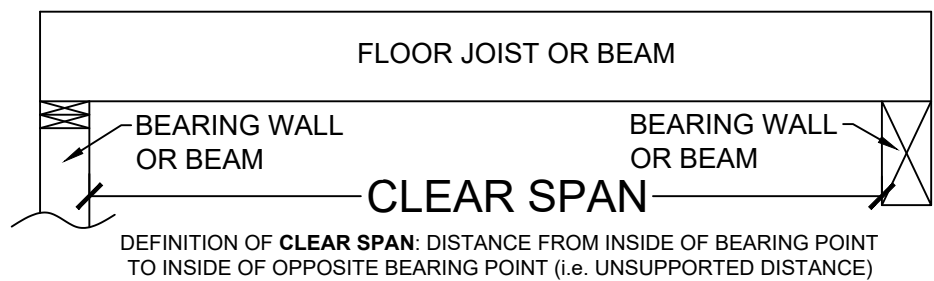 FLOOR JOIST OR BEAM
BEARING WALL
OR BEAM
BEARING WALL
OR BEAM
CLEAR SPAN
DEFINITION OF CLEAR SPAN: DISTANCE FROM INSIDE OF BEARING POINT
TO INSIDE OF OPPOSITE BEARING POINT (i.e. UNSUPPORTED DISTANCE)